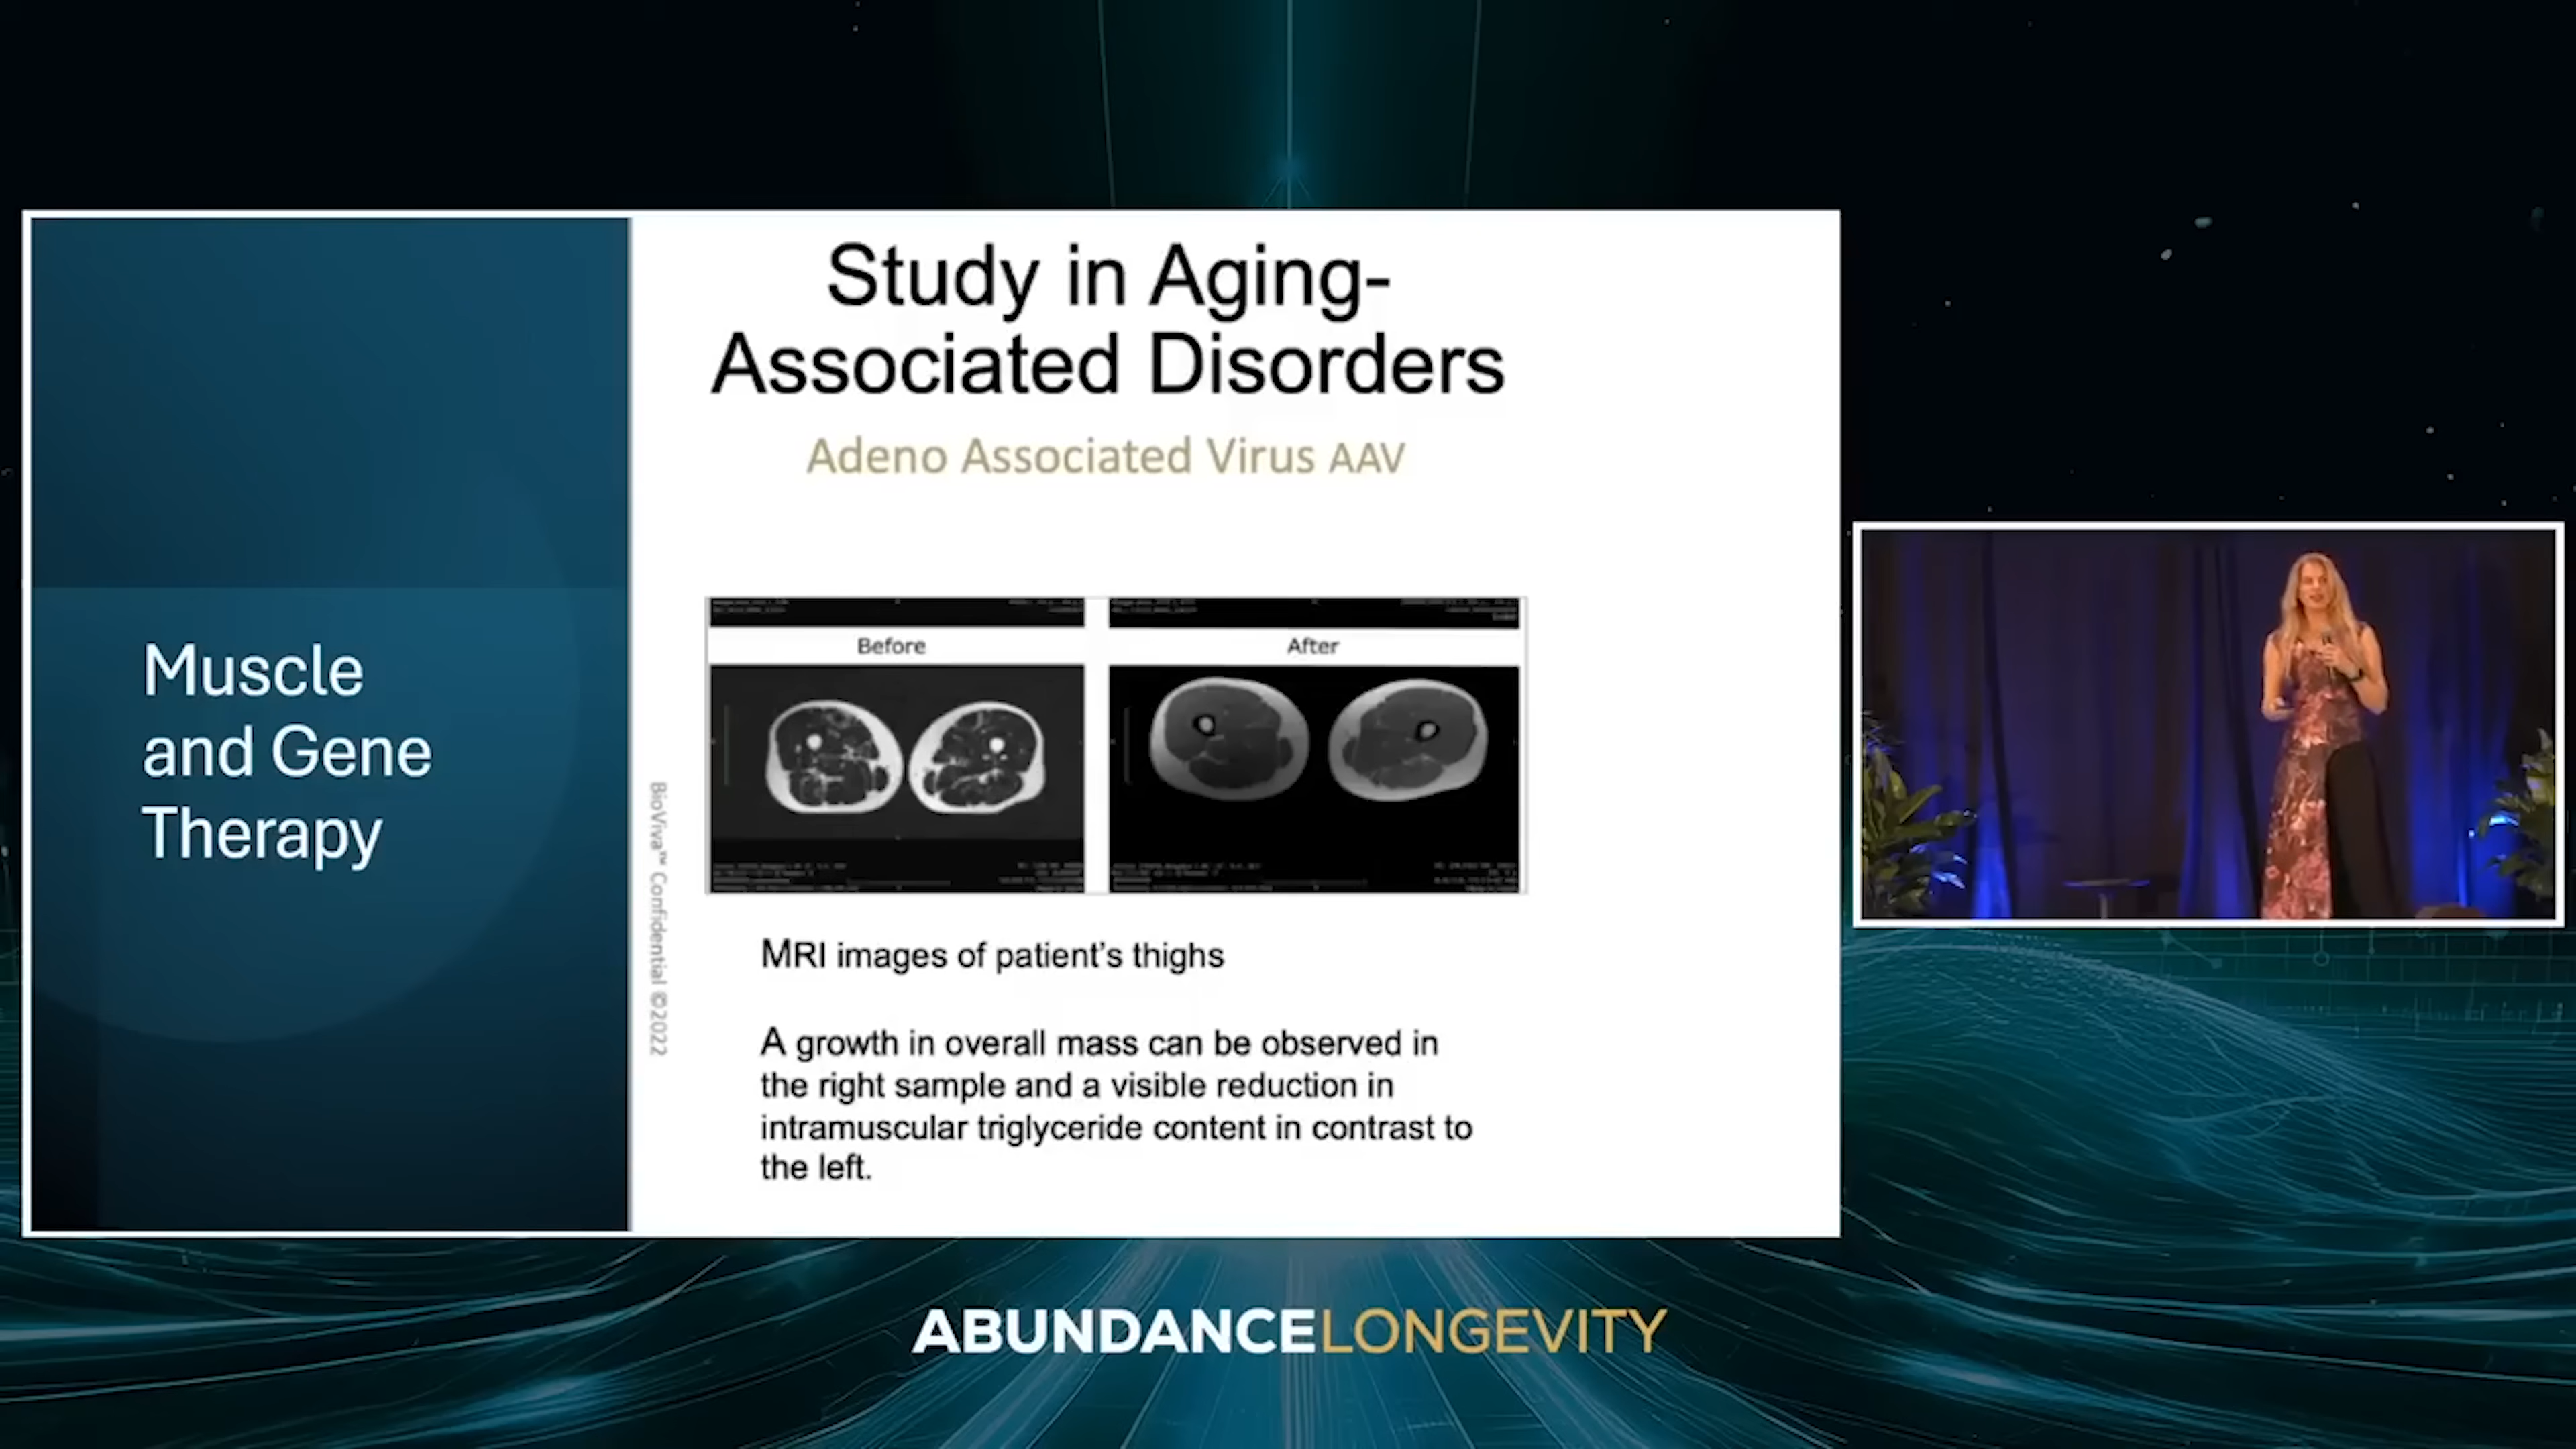 Study in Aging-
Associated Disorders
Adeno Associated Virus AAV
Muscle
and Gene
Therapy
BioViva™ Confidential ©2022
Before
After
MRI images of patient's thighs
A growth in overall mass can be observed in
the right sample and a visible reduction in
intramuscular triglyceride content in contrast to
the left.
ABUNDANCELONGEVITY